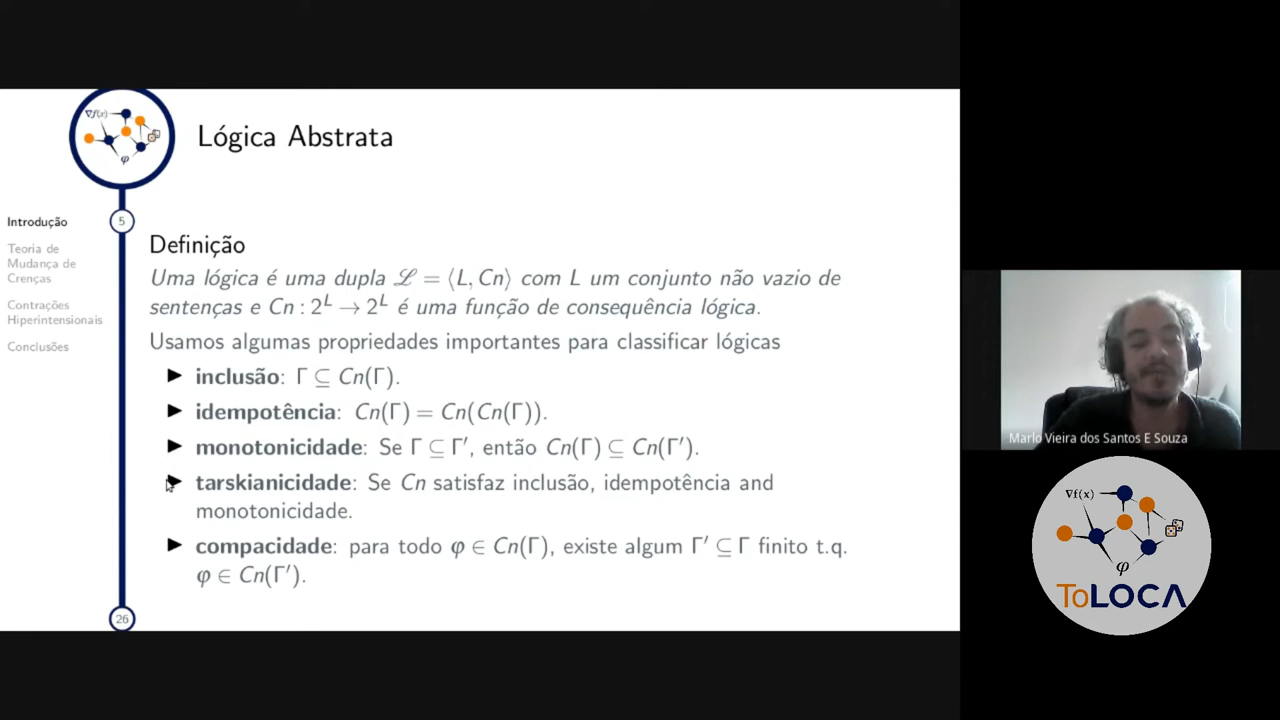 ∇f(x)
φ
Lógica Abstrata
Introdução
5
Teoria de
Mudança de
Crenças
Contrações
Hiperintensionais
Conclusões
26
Definição
Uma lógica é uma dupla ℒ = ⟨L, Cn⟩ com L um conjunto não vazio de
sentenças e Cn : 2^L → 2^L é uma função de consequência lógica.
Usamos algumas propriedades importantes para classificar lógicas
▶ inclusão: Γ ⊆ Cn(Γ).
▶ idempotência: Cn(Γ) = Cn(Cn(Γ)).
▶ monotonicidade: Se Γ ⊆ Γ′, então Cn(Γ) ⊆ Cn(Γ′).
▶ tarskianicidade: Se Cn satisfaz inclusão, idempotência and
monotonicidade.
▶ compacidade: para todo φ ∈ Cn(Γ), existe algum Γ′ ⊆ Γ finito t.q.
φ ∈ Cn(Γ′).
Marlo Vieira dos Santos E Souza
∇f(x)
φ
ToLOCA